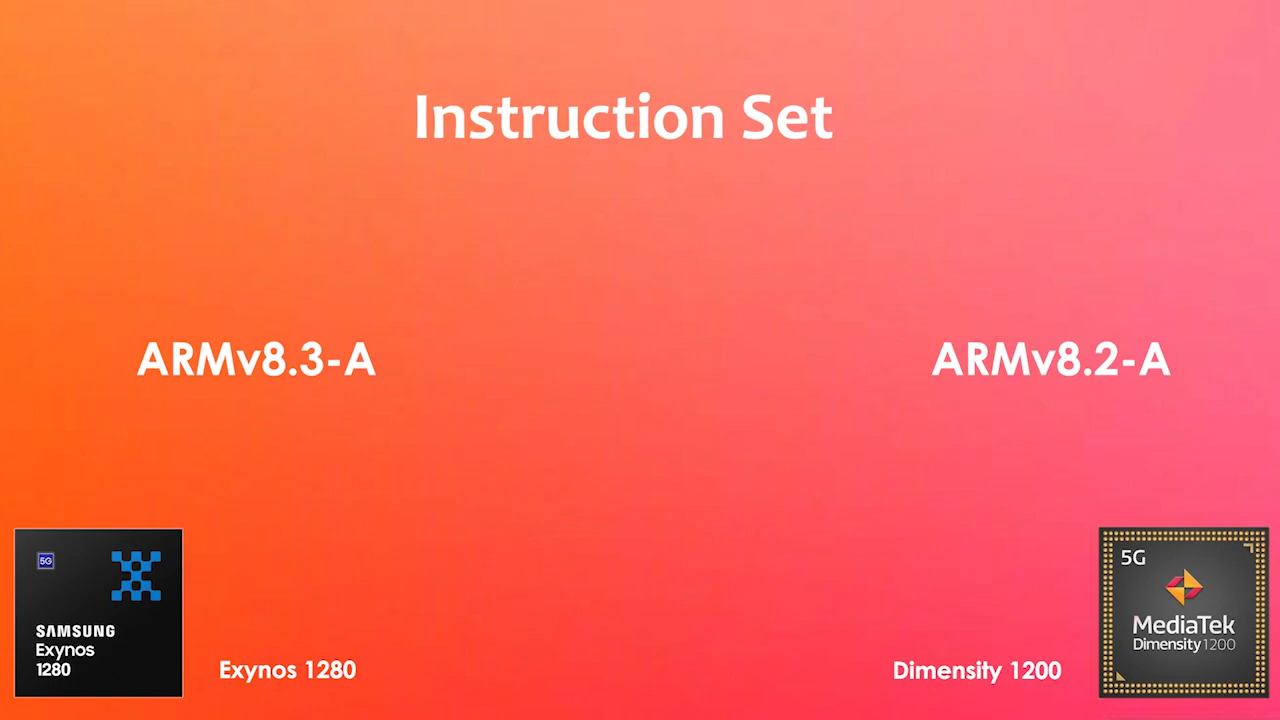 Instruction Set
ARMv8.3-A
ARMv8.2-A
5G
SAMSUNG
Exynos
1280
Exynos 1280
Dimensity 1200
5G
MediaTek
Dimensity 1200